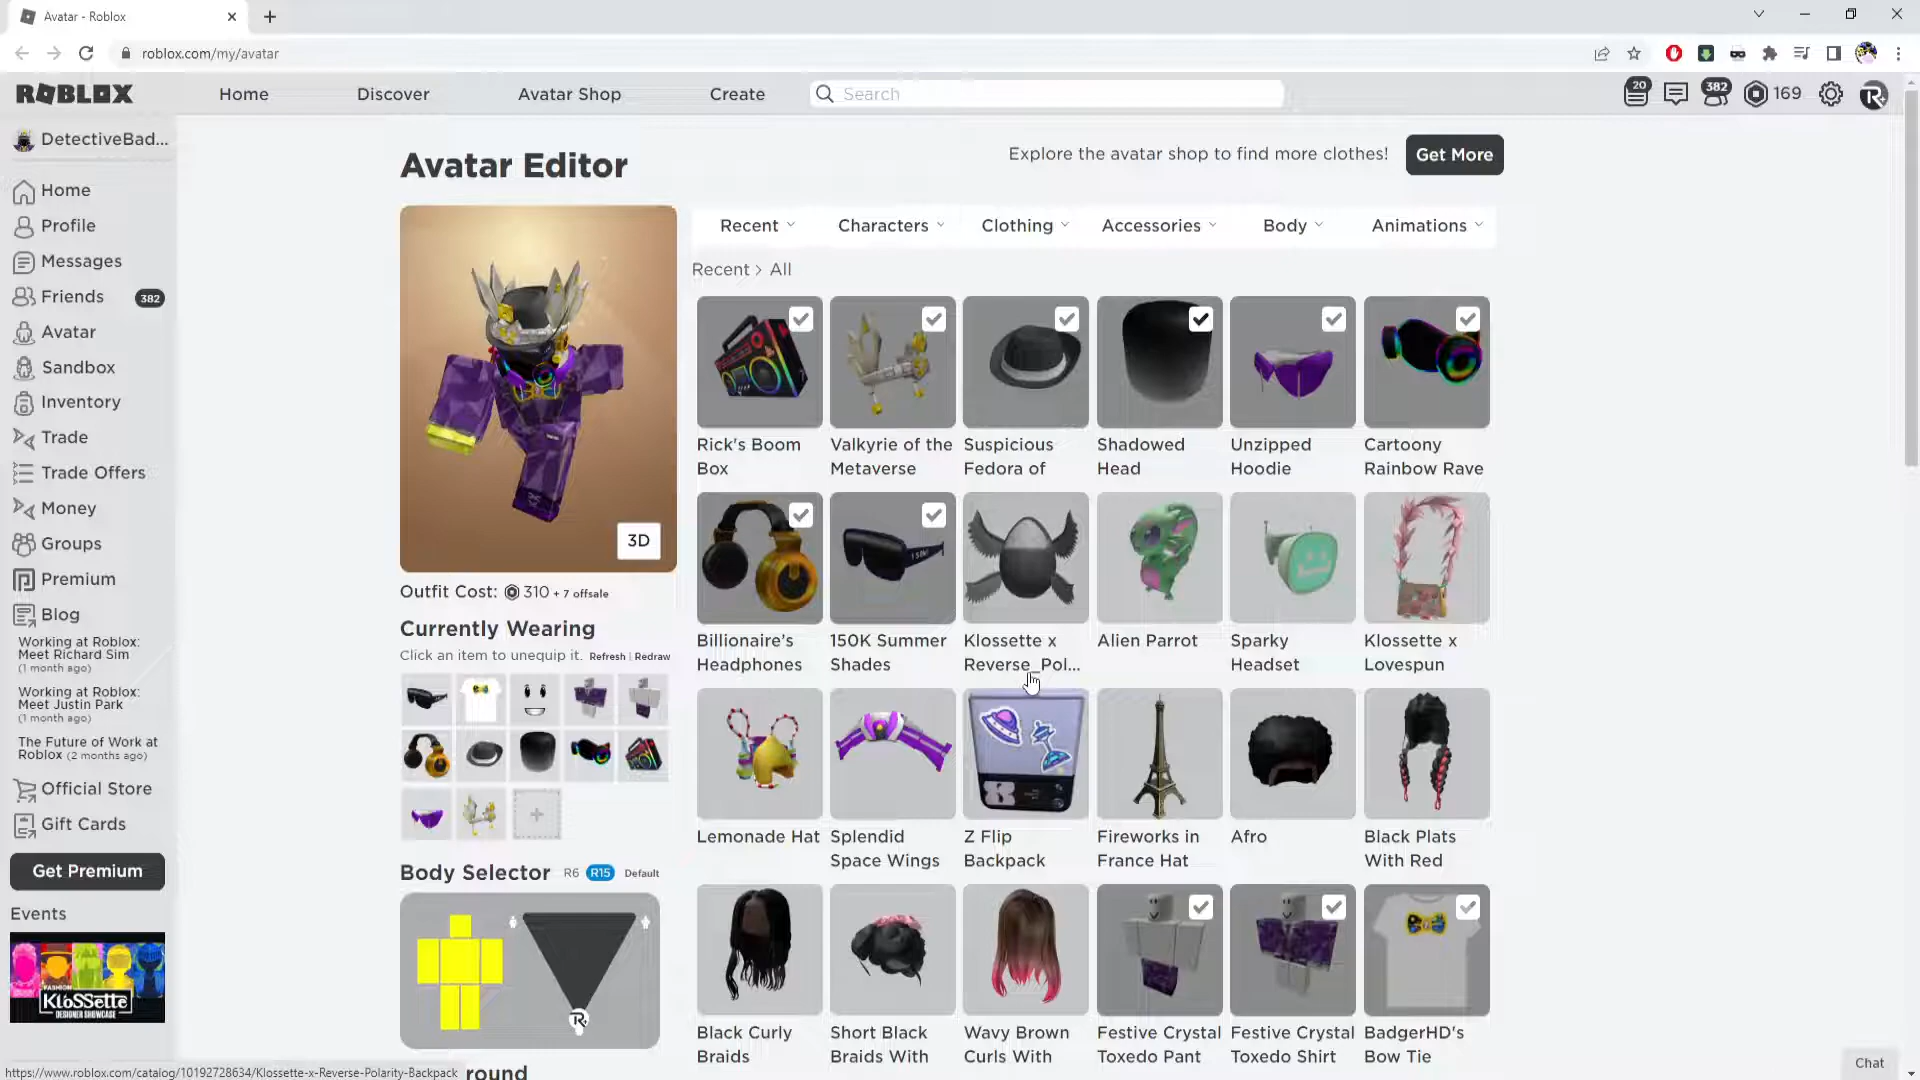 Avatar - Roblox
roblox.com/my/avatar
ROBLOX
Home
Discover
Avatar Shop
Create
Search
20
382
169
DetectiveBad...
Home
Profile
Messages
Friends
382
Avatar
Sandbox
Inventory
Trade
Trade Offers
Money
Groups
Premium
Blog
Working at Roblox:
Meet Richard Sim
(1 month ago)
Working at Roblox:
Meet Justin Park
(1 month ago)
The Future of Work at
Roblox (2 months ago)
Official Store
Gift Cards
Get Premium
Events
FASHION
KloSSette
DESIGNER SHOWCASE
Avatar Editor
Explore the avatar shop to find more clothes!
Get More
3D
Outfit Cost: 310 + 7 offsale
Currently Wearing
Click an item to unequip it. Refresh | Redraw
Body Selector R6 R15 Default
Recent
Characters
Clothing
Accessories
Body
Animations
Recent > All
Rick's Boom
Box
Valkyrie of the
Metaverse
Suspicious
Fedora of
Shadowed
Head
Unzipped
Hoodie
Cartoony
Rainbow Rave
Billionaire's
Headphones
150K Summer
Shades
Klossette x
Reverse_Pol...
Alien Parrot
Sparky
Headset
Klossette x
Lovespun
Lemonade Hat
Splendid
Space Wings
Z Flip
Backpack
Fireworks in
France Hat
Afro
Black Plats
With Red
Black Curly
Braids
Short Black
Braids With
Wavy Brown
Curls With
Festive Crystal
Toxedo Pant
Festive Crystal
Toxedo Shirt
BadgerHD's
Bow Tie
Chat
https://www.roblox.com/catalog/10192728634/Klossette-x-Reverse-Polarity-Backpack
round